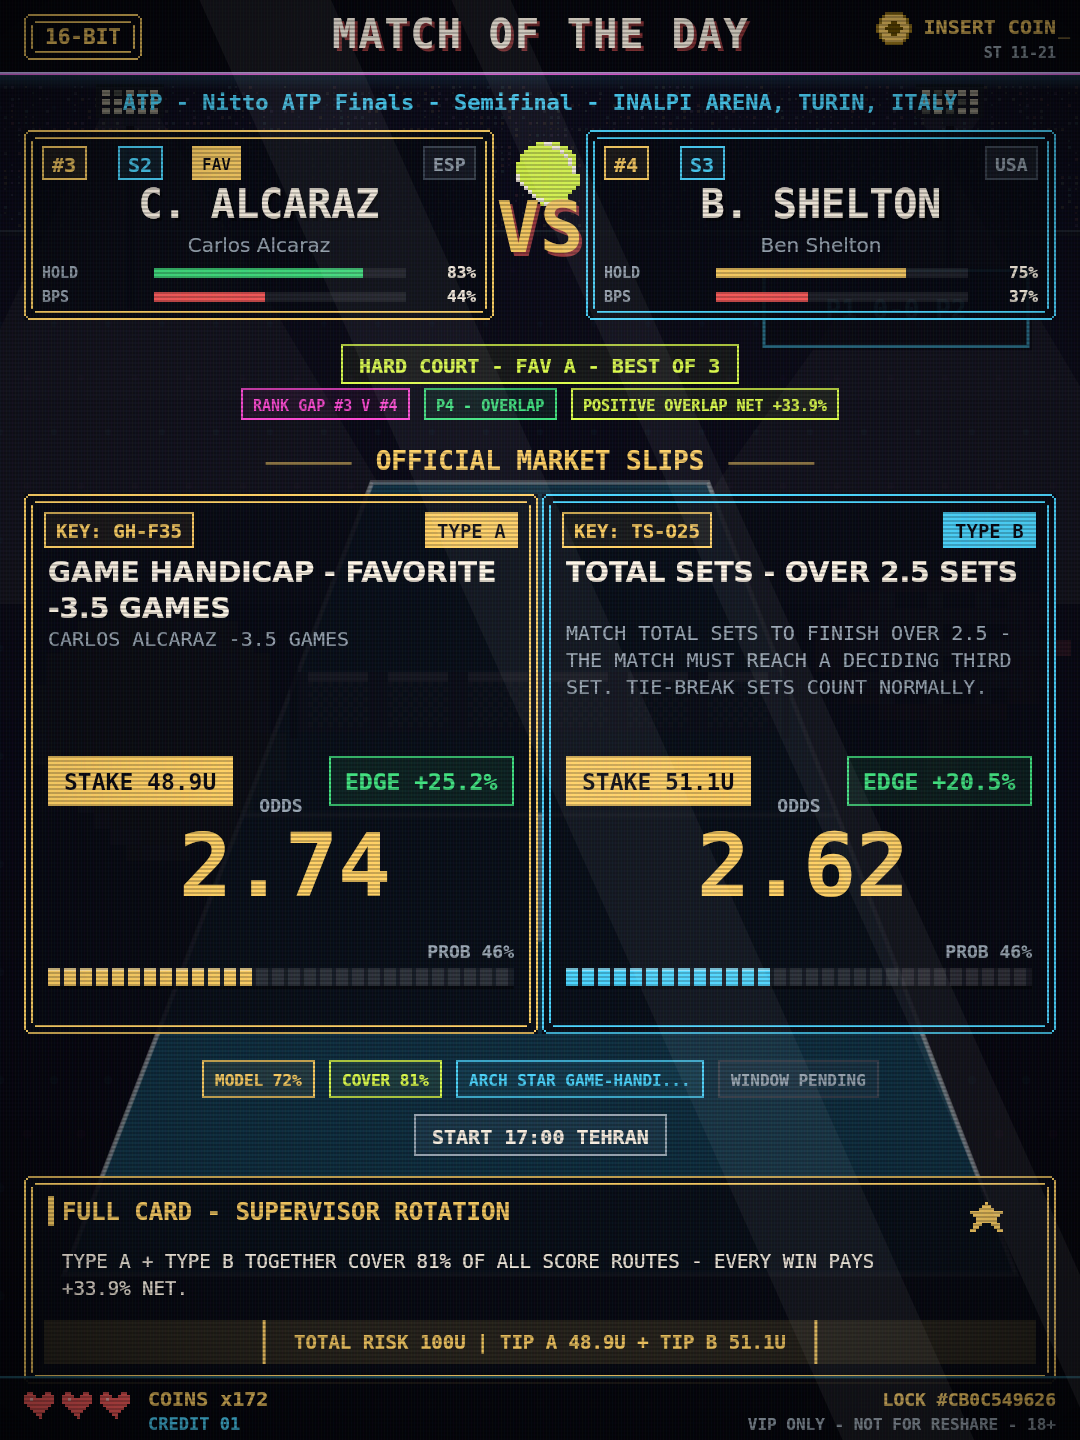 16-BIT
MATCH OF THE DAY
INSERT COIN_
ST 11-21
ATP - Nitto ATP Finals - Semifinal - INALPI ARENA, TURIN, ITALY
#3 S2 FAV ESP
C. ALCARAZ
Carlos Alcaraz
HOLD 83%
BPS 44%
VS
#4 S3 USA
B. SHELTON
Ben Shelton
HOLD 75%
BPS 37%
HARD COURT - FAV A - BEST OF 3
RANK GAP #3 V #4
P4 - OVERLAP
POSITIVE OVERLAP NET +33.9%
OFFICIAL MARKET SLIPS
KEY: GH-F35
TYPE A
GAME HANDICAP - FAVORITE
-3.5 GAMES
CARLOS ALCARAZ -3.5 GAMES
STAKE 48.9U
ODDS
EDGE +25.2%
2.74
PROB 46%
KEY: TS-O25
TYPE B
TOTAL SETS - OVER 2.5 SETS
MATCH TOTAL SETS TO FINISH OVER 2.5 -
THE MATCH MUST REACH A DECIDING THIRD
SET. TIE-BREAK SETS COUNT NORMALLY.
STAKE 51.1U
ODDS
EDGE +20.5%
2.62
PROB 46%
MODEL 72%
COVER 81%
ARCH STAR GAME-HANDI...
WINDOW PENDING
START 17:00 TEHRAN
FULL CARD - SUPERVISOR ROTATION
TYPE A + TYPE B TOGETHER COVER 81% OF ALL SCORE ROUTES - EVERY WIN PAYS
+33.9% NET.
TOTAL RISK 100U | TIP A 48.9U + TIP B 51.1U
COINS x172
CREDIT 01
LOCK #CB0C549626
VIP ONLY - NOT FOR RESHARE - 18+